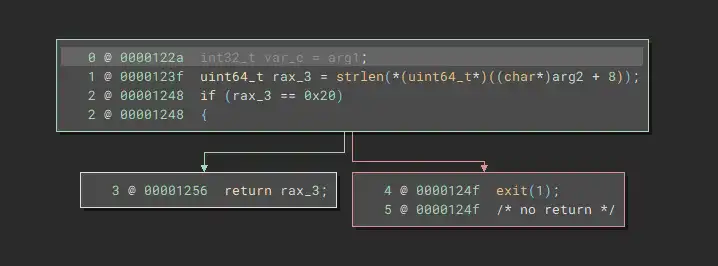 0 @ 0000122a  int32_t var_c = arg1;
1 @ 0000123f  uint64_t rax_3 = strlen(*(uint64_t*)((char*)arg2 + 8));
2 @ 00001248  if (rax_3 == 0x20)
2 @ 00001248  {
3 @ 00001256  return rax_3;
4 @ 0000124f  exit(1);
5 @ 0000124f  /* no return */